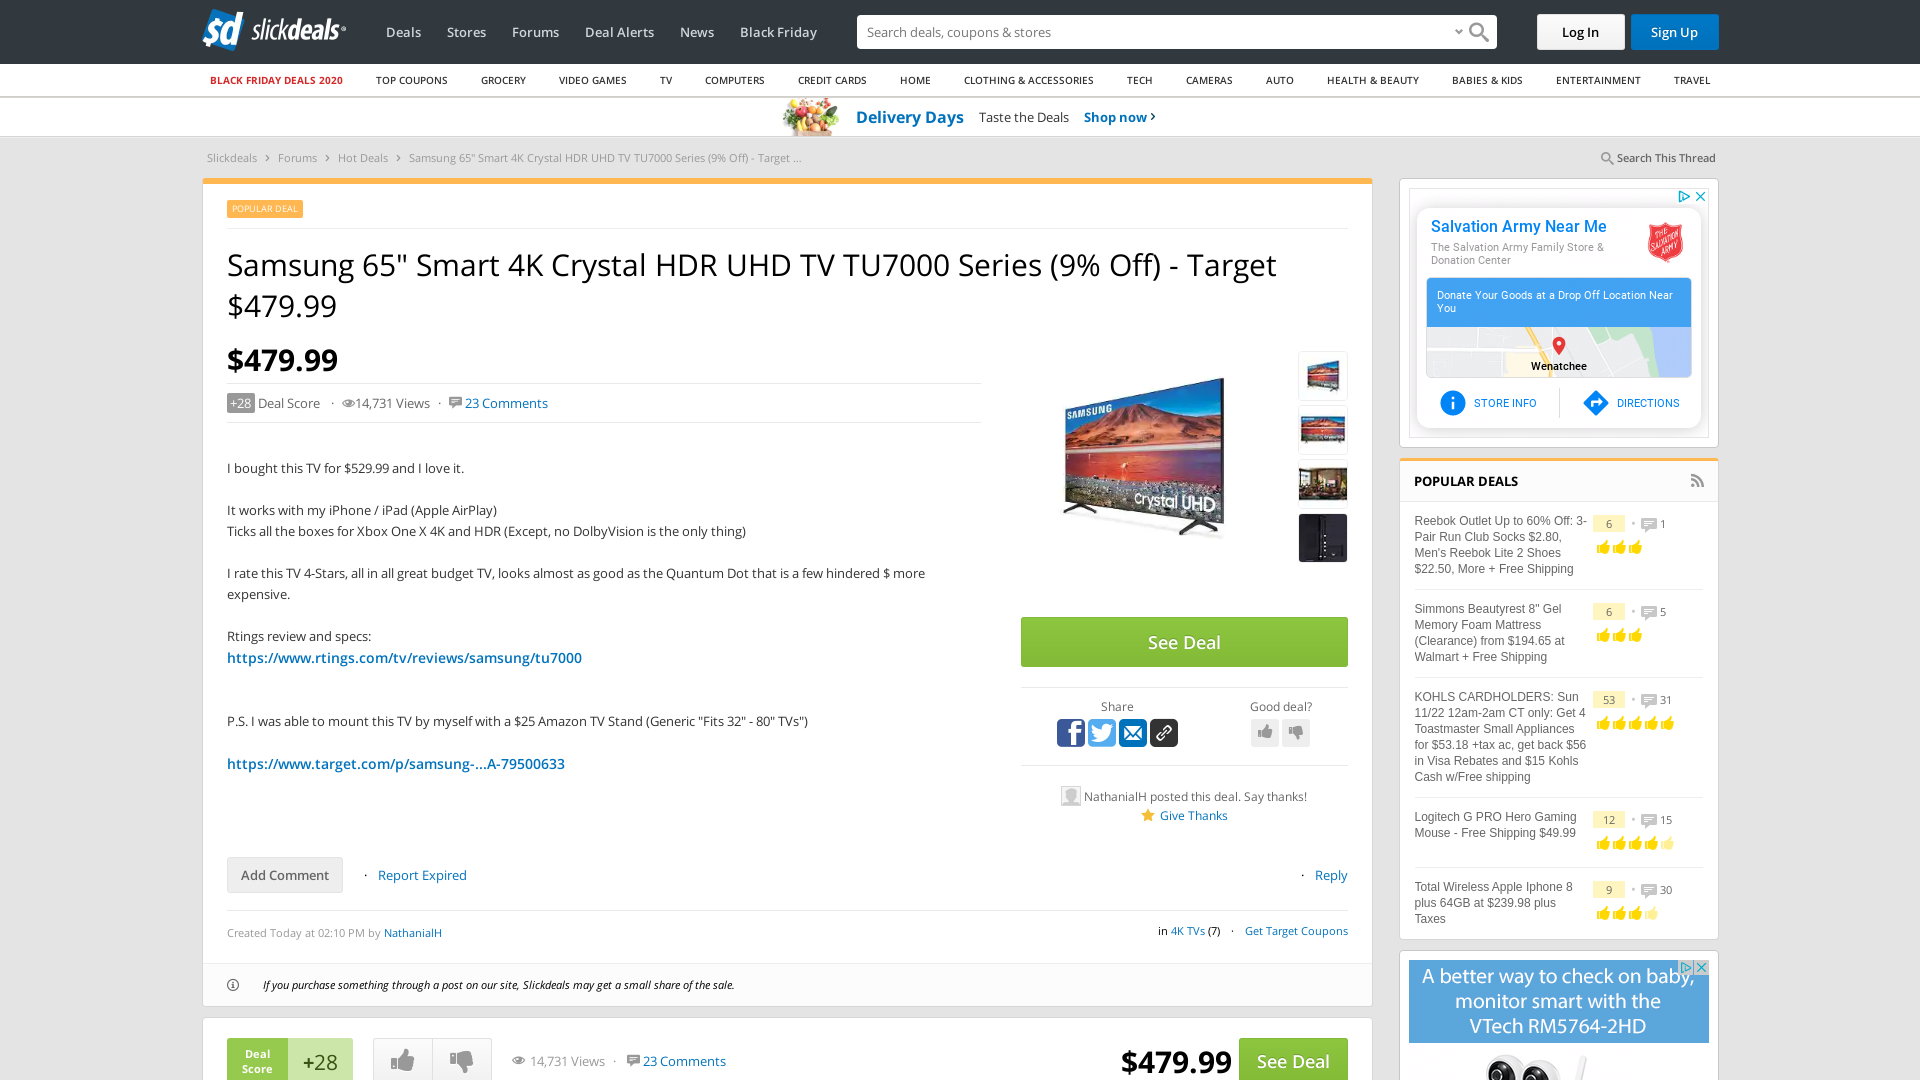 slickdeals
Deals
Stores
Forums
Deal Alerts
News
Black Friday
Search deals, coupons & shops
Log In
Sign Up
BLACK FRIDAY DEALS 2020
TOP COUPONS
GROCERY
VIDEO GAMES
TV
COMPUTERS
CREDIT CARDS
HOME
CLOTHING & ACCESSORIES
TECH
CAMERAS
AUTO
HEALTH & BEAUTY
BABIES & KIDS
ENTERTAINMENT
TRAVEL
Delivery Days Taste the Deals Shop now
Slickdeals > Forums > Hot Deals > Samsung 65" Smart 4K Crystal HDR UHD TV TU7000 Series (9% Off) - Target ...
Search This Thread
POPULAR DEAL
Samsung 65" Smart 4K Crystal HDR UHD TV TU7000 Series (9% Off) - Target
$479.99
$479.99
+28 Deal Score · 14,731 Views · 23 Comments
I bought this TV for $529.99 and I love it.
It works with my iPhone / iPad (Apple AirPlay)
Ticks all the boxes for Xbox One X 4K and HDR (Except, no DolbyVision is the only thing)
I rate this TV 4-Stars, all in all great budget TV, looks almost as good as the Quantum Dot that is a few hindered $ more
expensive.
Rtings review and specs:
https://www.rtings.com/tv/reviews/samsung/tu7000
P.S. I was able to mount this TV by myself with a $25 Amazon TV Stand (Generic "Fits 32" - 80" TVs")
https://www.target.com/p/samsung-...A-79500633
SAMSUNG
Crystal UHD
See Deal
Share
Good deal?
NathanialH posted this deal. Say thanks!
Give Thanks
Add Comment · Report Expired
· Reply
Created Today at 02:10 PM by NathanialH
in 4K TVs (7) · Get Target Coupons
If you purchase something through a post on our site, Slickdeals may get a small share of the sale.
Deal
Score
+28
14,731 Views · 23 Comments
$479.99
See Deal
Salvation Army Near Me
The Salvation Army Family Store &
Donation Center
THE
SALVATION
ARMY
Donate Your Goods at a Drop Off Location Near
You
Wenatchee
STORE INFO
DIRECTIONS
POPULAR DEALS
Reebok Outlet Up to 60% Off: 3-
Pair Run Club Socks $2.80,
Men's Reebok Lite 2 Shoes
$22.50, More + Free Shipping
6 · 1
Simmons Beautyrest 8" Gel
Memory Foam Mattress
(Clearance) from $194.65 at
Walmart + Free Shipping
6 · 5
KOHLS CARDHOLDERS: Sun
11/22 12am-2am CT only: Get 4
Toastmaster Small Appliances
for $53.18 +tax ac, get back $56
in Visa Rebates and $15 Kohls
Cash w/Free shipping
53 · 31
Logitech G PRO Hero Gaming
Mouse - Free Shipping $49.99
12 · 15
Total Wireless Apple Iphone 8
plus 64GB at $239.98 plus
Taxes
9 · 30
A better way to check on baby,
monitor smart with the
VTech RM5764-2HD